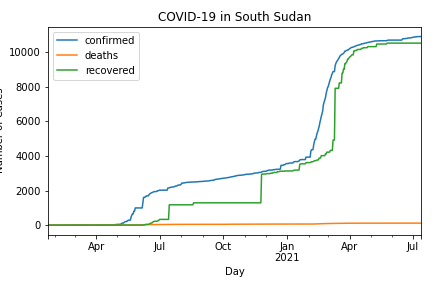 COVID-19 in South Sudan
confirmed
deaths
recovered
10000
8000
6000
4000
2000
0
Apr
Jul
Oct
Jan
2021
Apr
Jul
Day